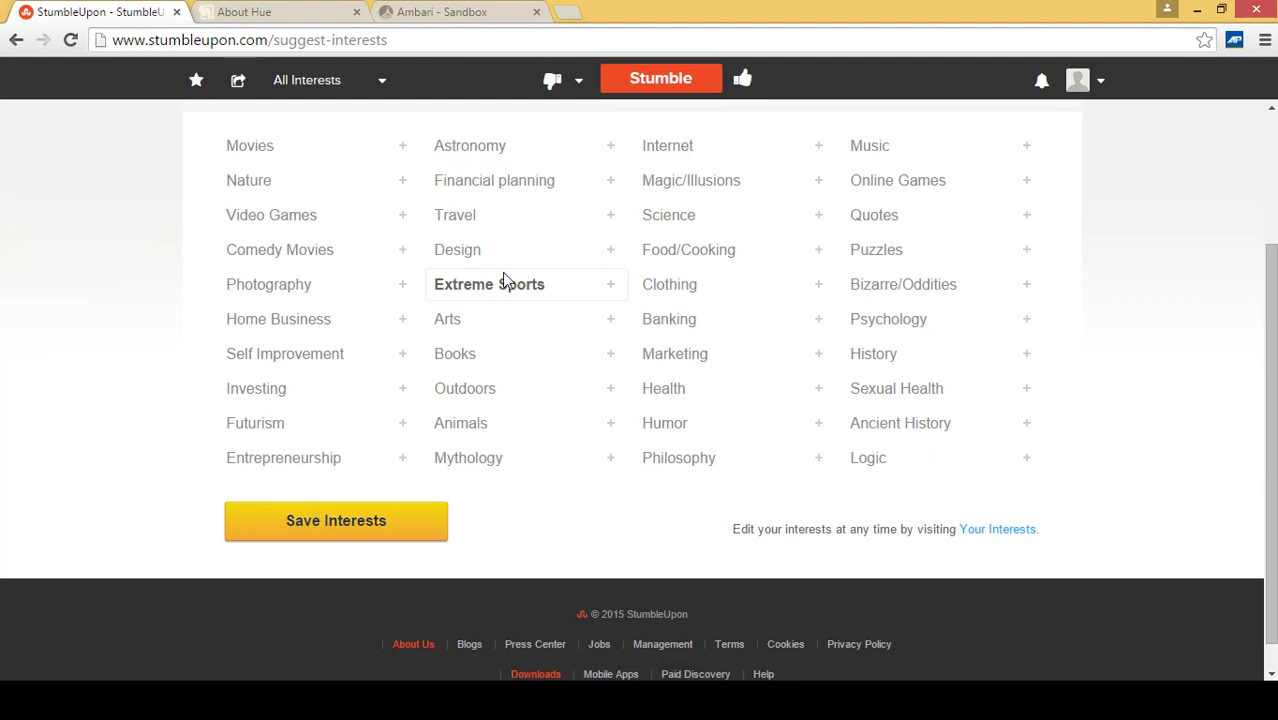 StumbleUpon - StumbleU
About Hue
Ambari - Sandbox
www.stumbleupon.com/suggest-interests
All Interests
Stumble
Movies + Astronomy + Internet + Music +
Nature + Financial planning + Magic/Illusions + Online Games +
Video Games + Travel + Science + Quotes +
Comedy Movies + Design + Food/Cooking + Puzzles +
Photography + Extreme Sports + Clothing + Bizarre/Oddities +
Home Business + Arts + Banking + Psychology +
Self Improvement + Books + Marketing + History +
Investing + Outdoors + Health + Sexual Health +
Futurism + Animals + Humor + Ancient History +
Entrepreneurship + Mythology + Philosophy + Logic +
Save Interests
Edit your interests at any time by visiting Your Interests.
© 2015 StumbleUpon
About Us | Blogs | Press Center | Jobs | Management | Terms | Cookies | Privacy Policy
Downloads | Mobile Apps | Paid Discovery | Help